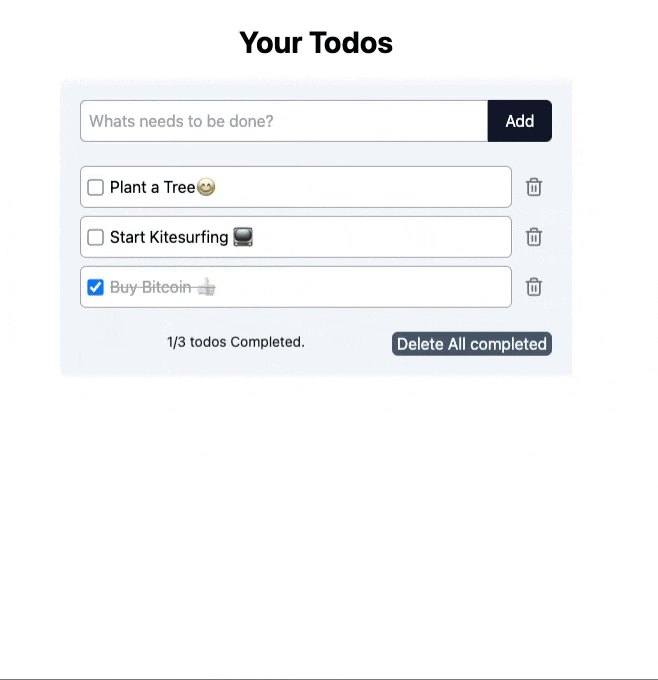 Your Todos
Whats needs to be done? Add
Plant a Tree😊
Start Kitesurfing 📺
Buy Bitcoin 👍
1/3 todos Completed. Delete All completed